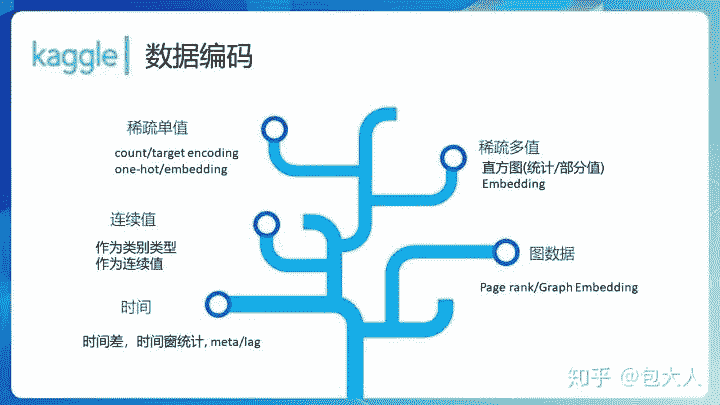 kaggle| 数据编码
稀疏单值
count/target encoding
one-hot/embedding
稀疏多值
直方图(统计/部分值)
Embedding
连续值
作为类别类型
作为连续值
图数据
Page rank/Graph Embedding
时间
时间差，时间窗统计, meta/lag
知乎 @包大人